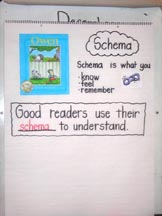 Owen
Schema
Schema is what you
·know
·feel
·remember
Good readers use their
schema to understand.